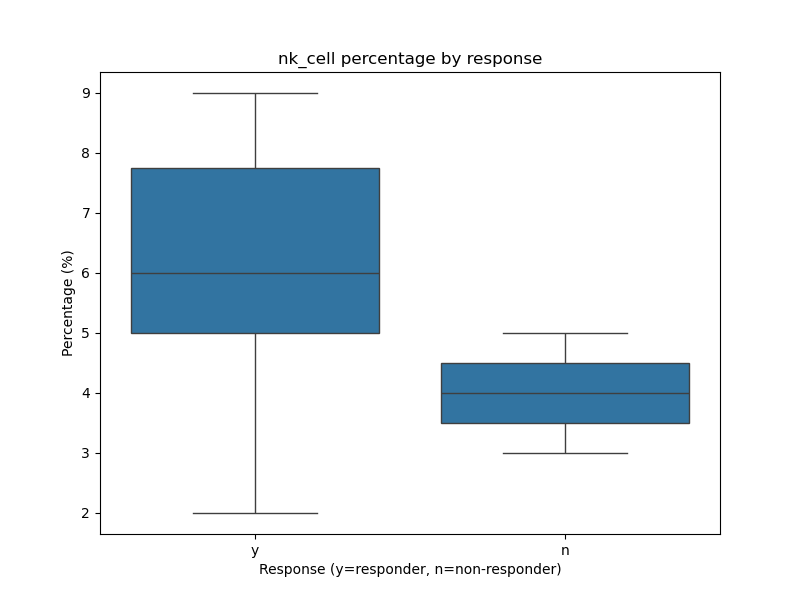 nk_cell percentage by response
Percentage (%)
9
8
7
6
5
4
3
2
y n
Response (y=responder, n=non-responder)